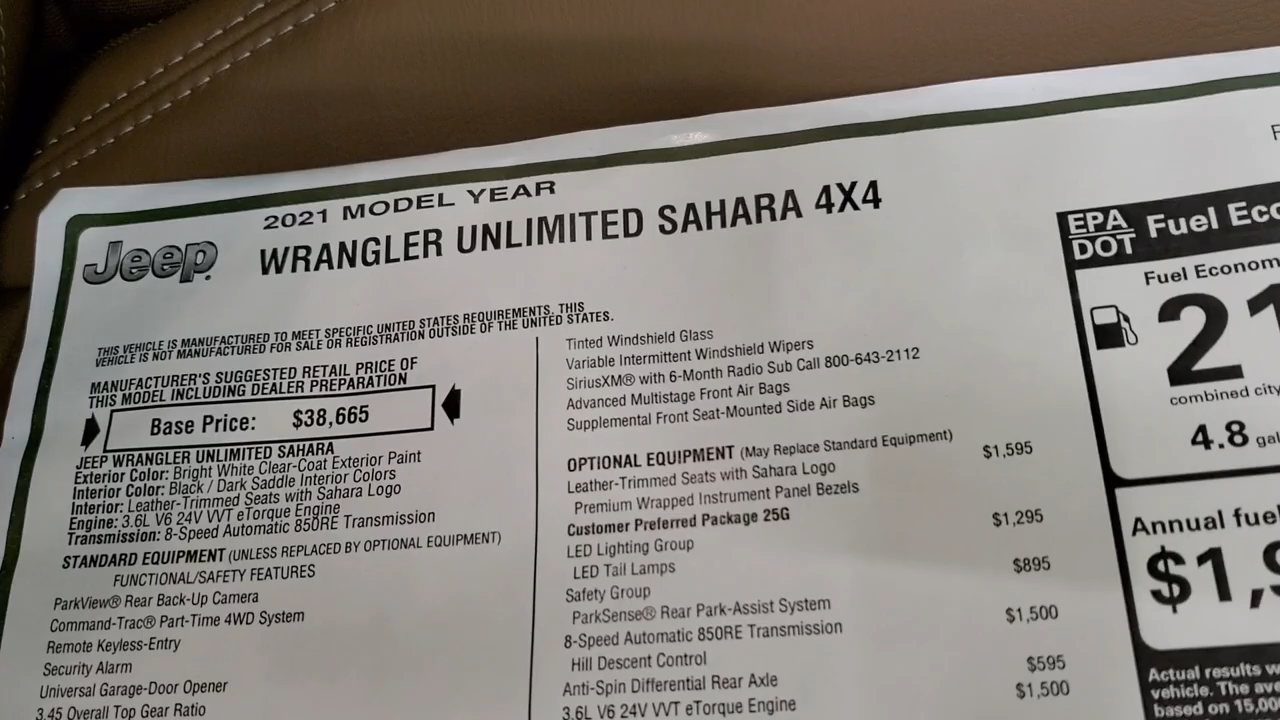 2021 MODEL YEAR
Jeep
WRANGLER UNLIMITED SAHARA 4X4
THIS VEHICLE IS MANUFACTURED TO MEET SPECIFIC UNITED STATES REQUIREMENTS. THIS
VEHICLE IS NOT MANUFACTURED FOR SALE OR REGISTRATION OUTSIDE OF THE UNITED STATES.
MANUFACTURER'S SUGGESTED RETAIL PRICE OF
THIS MODEL INCLUDING DEALER PREPARATION
Base Price: $38,665
JEEP WRANGLER UNLIMITED SAHARA
Exterior Color: Bright White Clear-Coat Exterior Paint
Interior Color: Black / Dark Saddle Interior Colors
Interior: Leather-Trimmed Seats with Sahara Logo
Engine: 3.6L V6 24V VVT eTorque Engine
Transmission: 8-Speed Automatic 850RE Transmission
STANDARD EQUIPMENT (UNLESS REPLACED BY OPTIONAL EQUIPMENT)
FUNCTIONAL/SAFETY FEATURES
ParkView® Rear Back-Up Camera
Command-Trac® Part-Time 4WD System
Remote Keyless-Entry
Security Alarm
Universal Garage-Door Opener
3.45 Overall Top Gear Ratio
Tinted Windshield Glass
Variable Intermittent Windshield Wipers
SiriusXM® with 6-Month Radio Sub Call 800-643-2112
Advanced Multistage Front Air Bags
Supplemental Front Seat-Mounted Side Air Bags
OPTIONAL EQUIPMENT (May Replace Standard Equipment)
Leather-Trimmed Seats with Sahara Logo $1,595
Premium Wrapped Instrument Panel Bezels
Customer Preferred Package 25G
LED Lighting Group $1,295
LED Tail Lamps
Safety Group $895
ParkSense® Rear Park-Assist System
8-Speed Automatic 850RE Transmission $1,500
Hill Descent Control
Anti-Spin Differential Rear Axle $595
3.6L V6 24V VVT eTorque Engine $1,500
EPA
DOT Fuel Eco
Fuel Econom
21
combined city
4.8 gal
Annual fue
$1,9
Actual results w
vehicle. The ave
based on 15,00